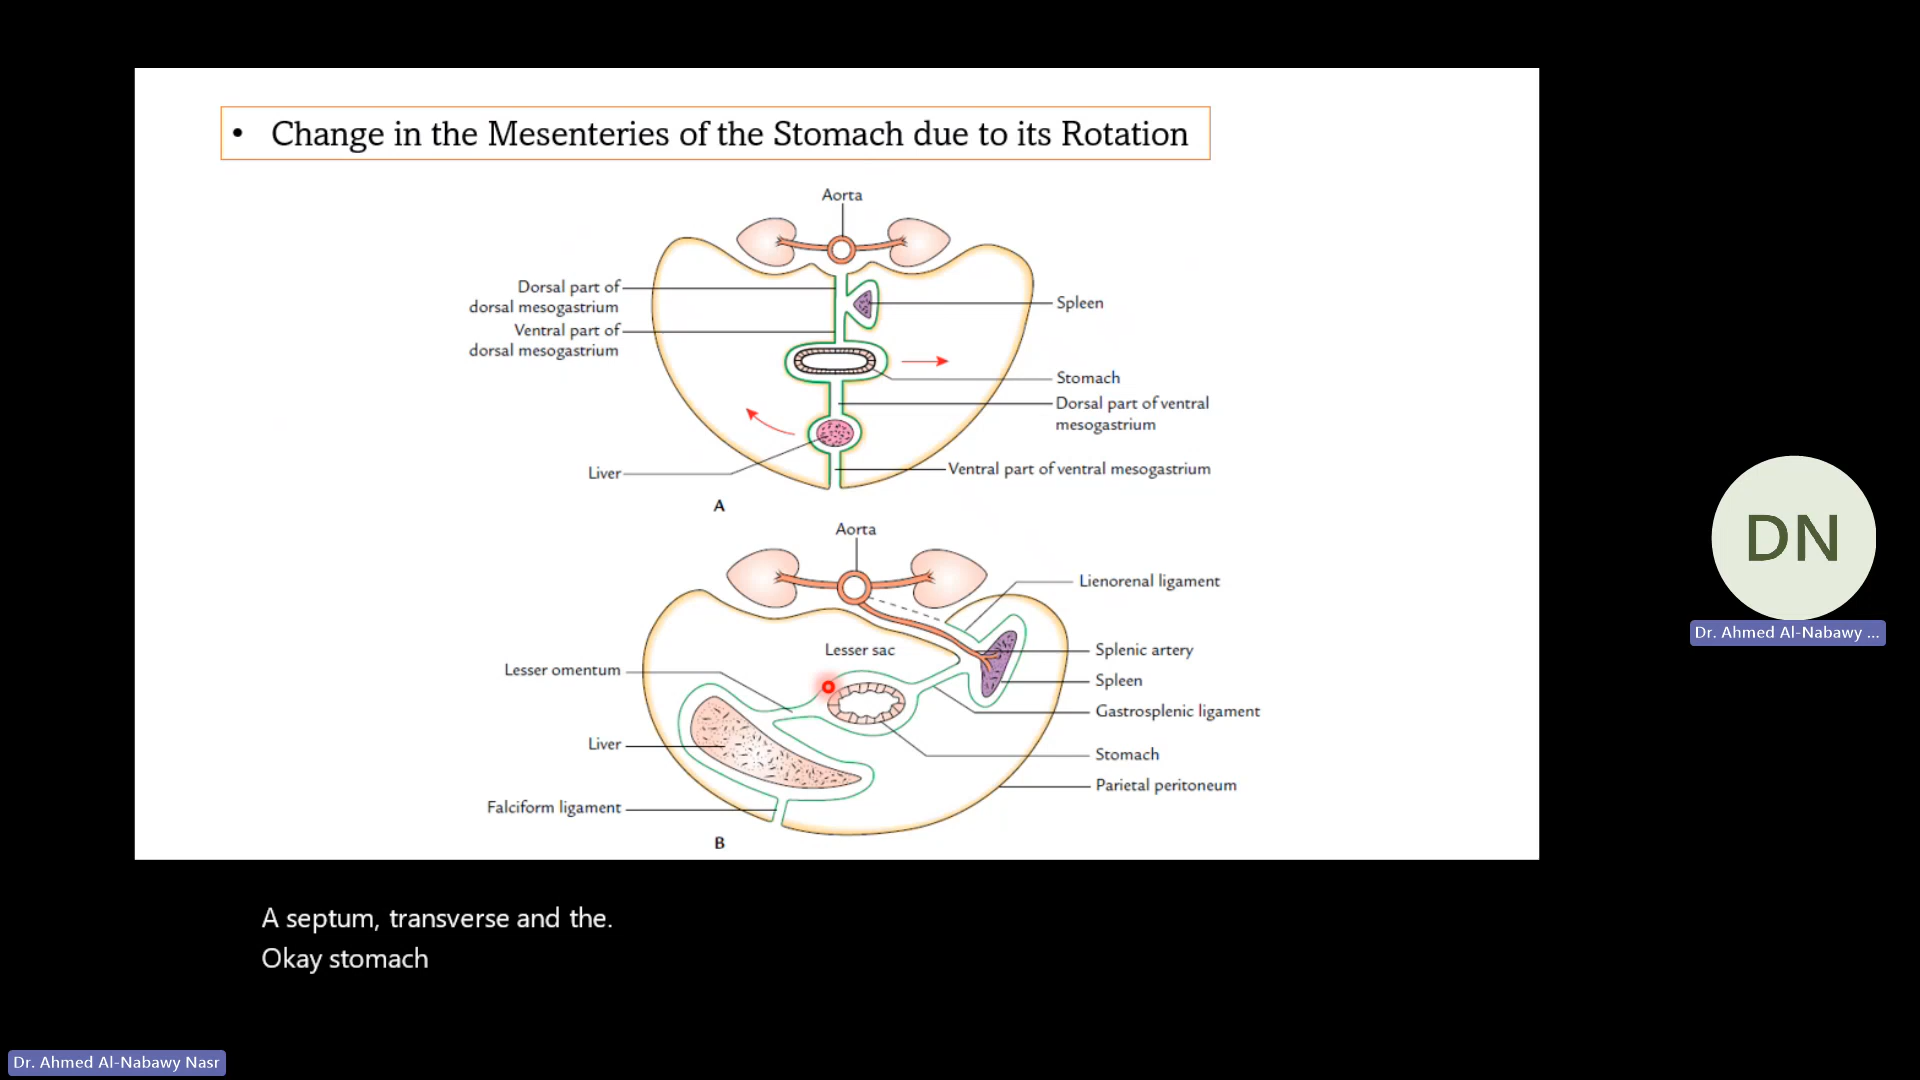 • Change in the Mesenteries of the Stomach due to its Rotation
Aorta
Dorsal part of
dorsal mesogastrium
Ventral part of
dorsal mesogastrium
Spleen
Stomach
Dorsal part of ventral
mesogastrium
Liver
Ventral part of ventral mesogastrium
A
Aorta
Lienorenal ligament
Lesser sac
Splenic artery
Lesser omentum
Spleen
Gastrosplenic ligament
Liver
Stomach
Parietal peritoneum
Falciform ligament
B
DN
Dr. Ahmed Al-Nabawy ...
A septum, transverse and the.
Okay stomach
Dr. Ahmed Al-Nabawy Nasr